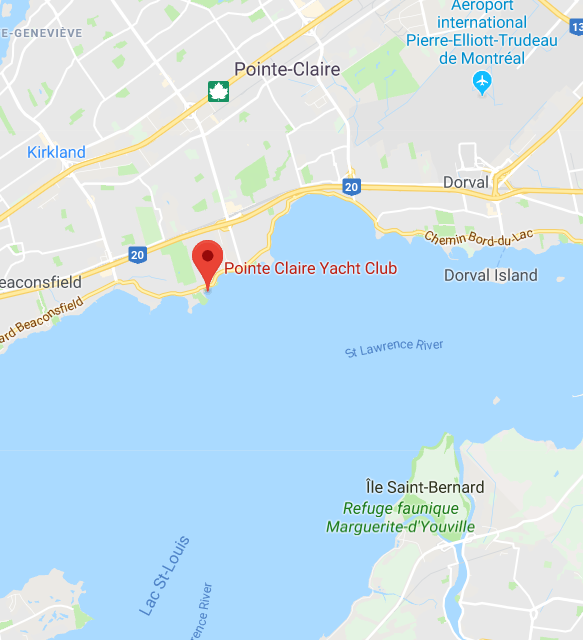 Aéroport
international
Pierre-Elliott-Trudeau
de Montréal
13
E-GENEVIÈVE
Pointe-Claire
Kirkland
20
Dorval
Chemin Bord-du-Lac
20
Pointe Claire Yacht Club
Dorval Island
eaconsfield
ard Beaconsfield
St Lawrence River
Île Saint-Bernard
Refuge faunique
Marguerite-d'Youville
Lac St-Louis
rence River